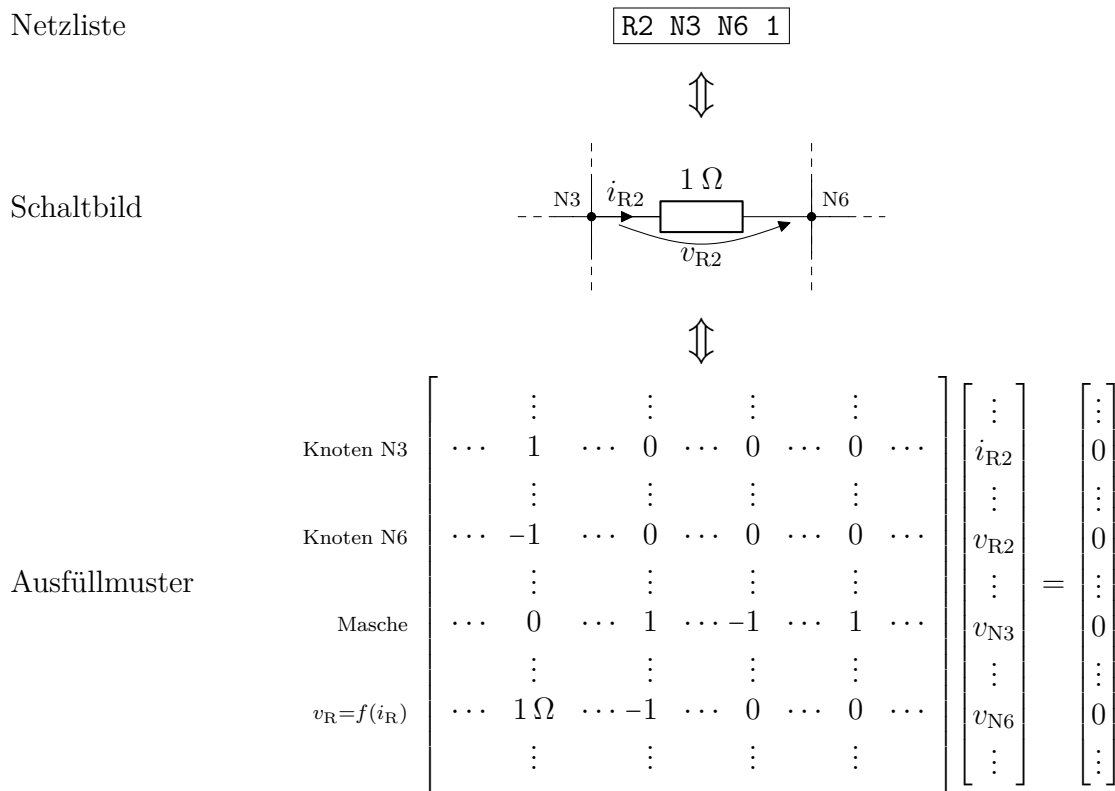 Netzliste
R2 N3 N6 1
⇕
Schaltbild
N3 i_R2 1 Ω N6
v_R2
⇕
Ausfüllmuster
⋮ ⋮ ⋮ ⋮ ⋮ ⋮
Knoten N3 ⋯ 1 ⋯ 0 ⋯ 0 ⋯ 0 ⋯ i_R2 0
⋮ ⋮ ⋮ ⋮ ⋮ ⋮
Knoten N6 ⋯ −1 ⋯ 0 ⋯ 0 ⋯ 0 ⋯ v_R2 0
⋮ ⋮ ⋮ ⋮ ⋮ = ⋮
Masche ⋯ 0 ⋯ 1 ⋯ −1 ⋯ 1 ⋯ v_N3 0
⋮ ⋮ ⋮ ⋮ ⋮ ⋮
v_R=f(i_R) ⋯ 1 Ω ⋯ −1 ⋯ 0 ⋯ 0 ⋯ v_N6 0
⋮ ⋮ ⋮ ⋮ ⋮ ⋮